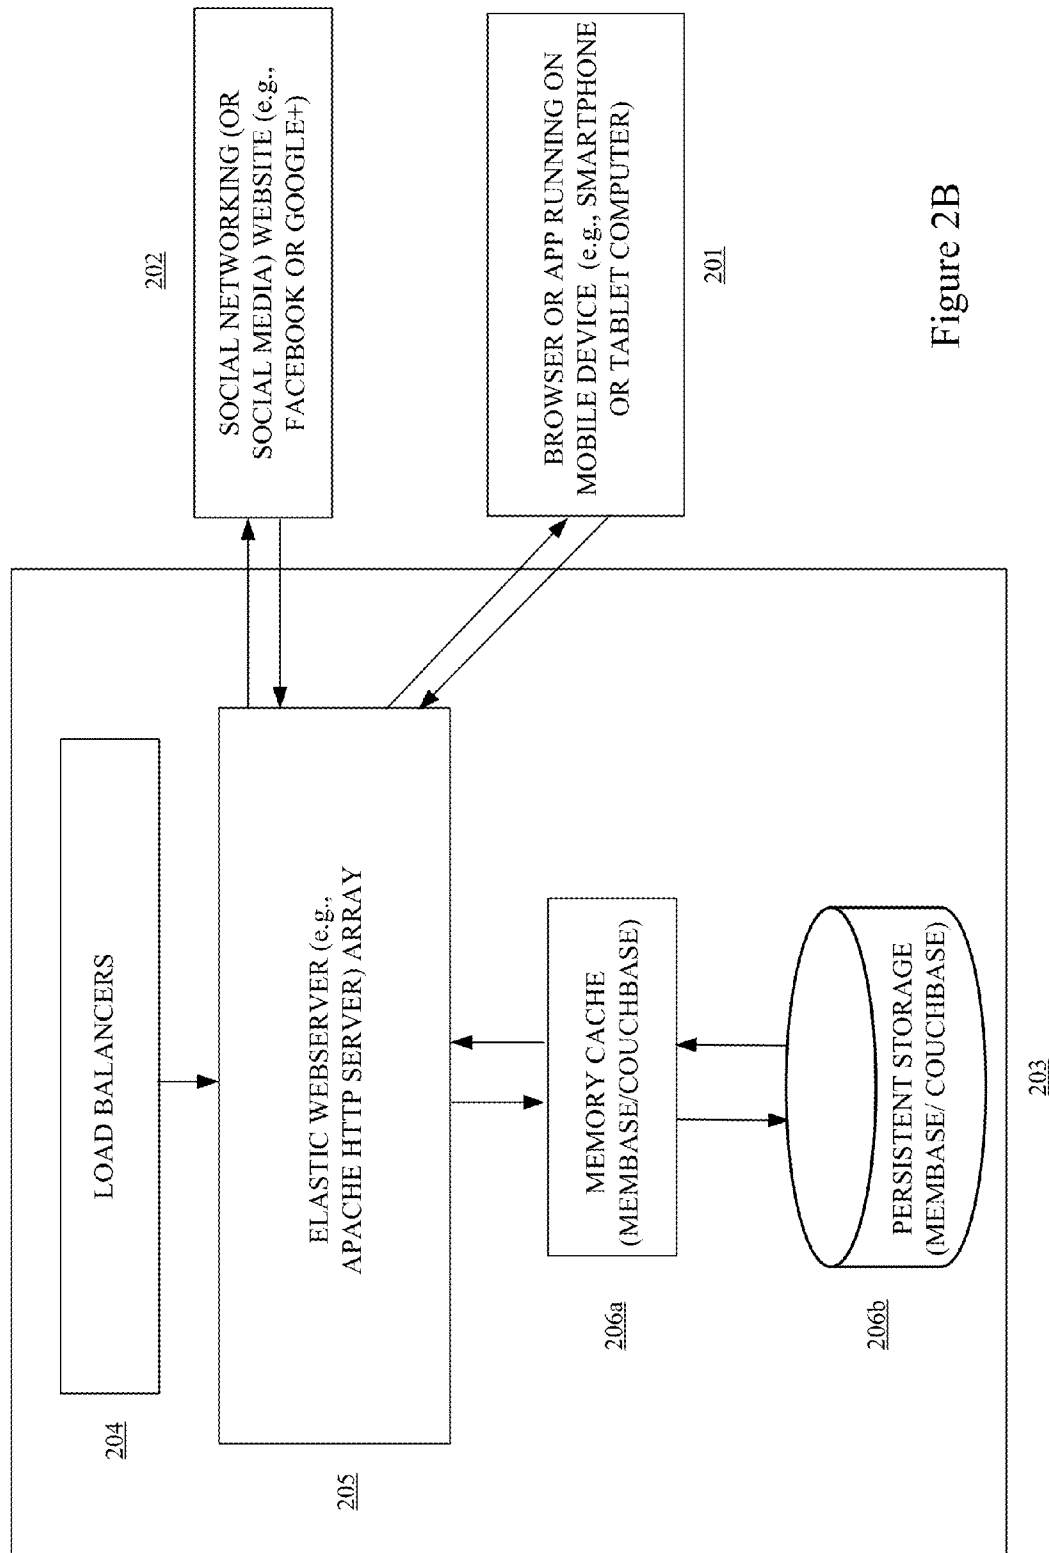 204
LOAD BALANCERS
205
ELASTIC WEBSERVER (e.g.,
APACHE HTTP SERVER) ARRAY
206a
MEMORY CACHE
(MEMBASE/COUCHBASE)
206b
PERSISTENT STORAGE
(MEMBASE/ COUCHBASE)
203
202
SOCIAL NETWORKING (OR
SOCIAL MEDIA) WEBSITE (e.g.,
FACEBOOK OR GOOGLE+)
BROWSER OR APP RUNNING ON
MOBILE DEVICE (e.g., SMARTPHONE
OR TABLET COMPUTER)
201
Figure 2B